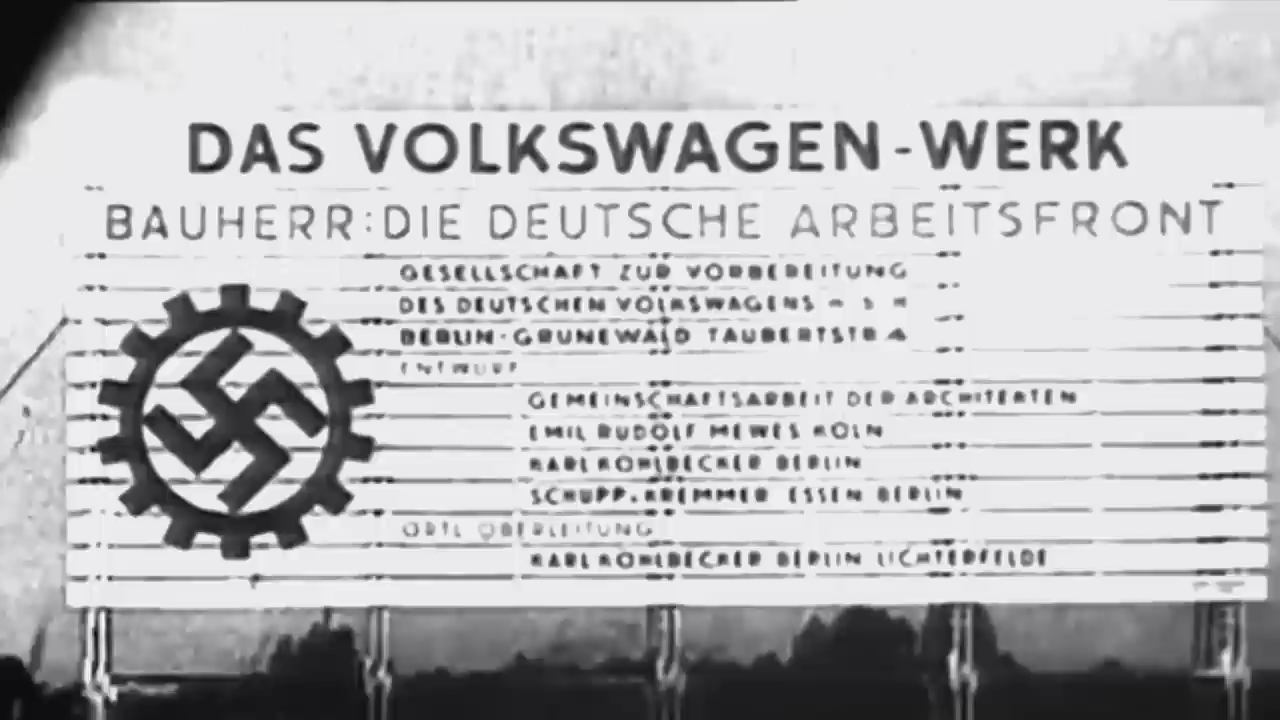 DAS VOLKSWAGEN-WERK
BAUHERR:DIE DEUTSCHE ARBEITSFRONT
GESELLSCHAFT ZUR VORBEREITUNG
DES DEUTSCHEN VOLKSWAGENS
BERLIN-GRUNEWALD TAUBERTSTR 4
ENTWURF
GEMEINSCHAFTSARBEIT DER ARCHITEKTEN
EMIL RUDOLF MEWES KÖLN
KARL KOHLBECKER BERLIN
SCHUPP.KREMMER ESSEN BERLIN
ÖRTL OBERLEITUNG
KARL KOHLBECKER BERLIN LICHTERFELDE